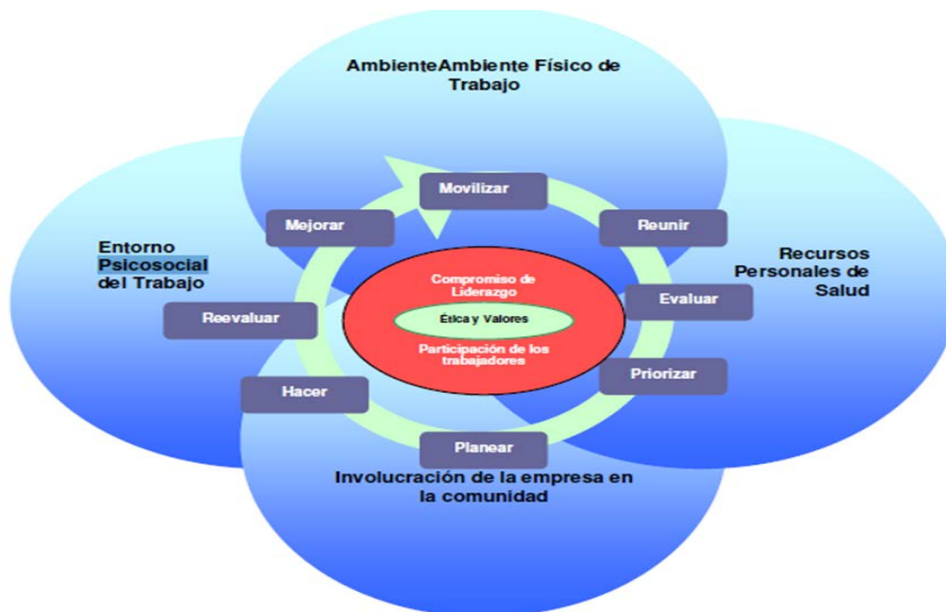 AmbienteAmbiente Físico de
Trabajo
Movilizar
Mejorar
Reunir
Entorno
Psicosocial
del Trabajo
Recursos
Personales de
Salud
Compromiso de
Liderazgo
Evaluar
Reevaluar
Ética y Valores
Participación de los
trabajadores
Priorizar
Hacer
Planear
Involucración de la empresa en
la comunidad